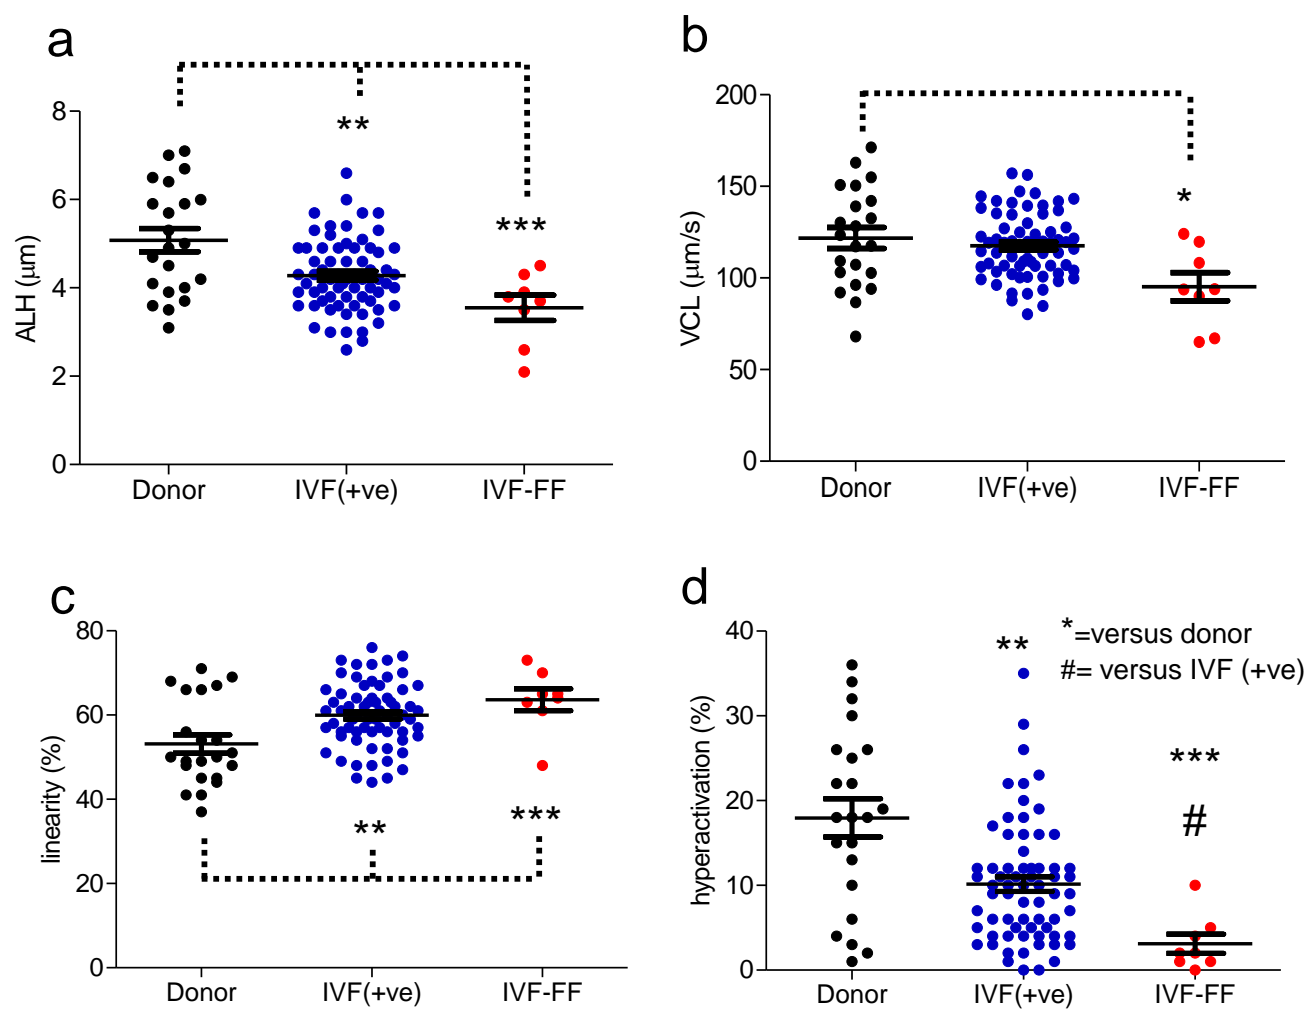 a
8
6
4
2
0
ALH (μm)
**
***
Donor
IVF(+ve)
IVF-FF
b
200
150
100
50
0
VCL (μm/s)
*
Donor
IVF(+ve)
IVF-FF
c
80
60
40
20
0
linearity (%)
**
***
Donor
IVF(+ve)
IVF-FF
d
40
30
20
10
0
hyperactivation (%)
**
*=versus donor
#= versus IVF (+ve)
***
#
Donor
IVF(+ve)
IVF-FF